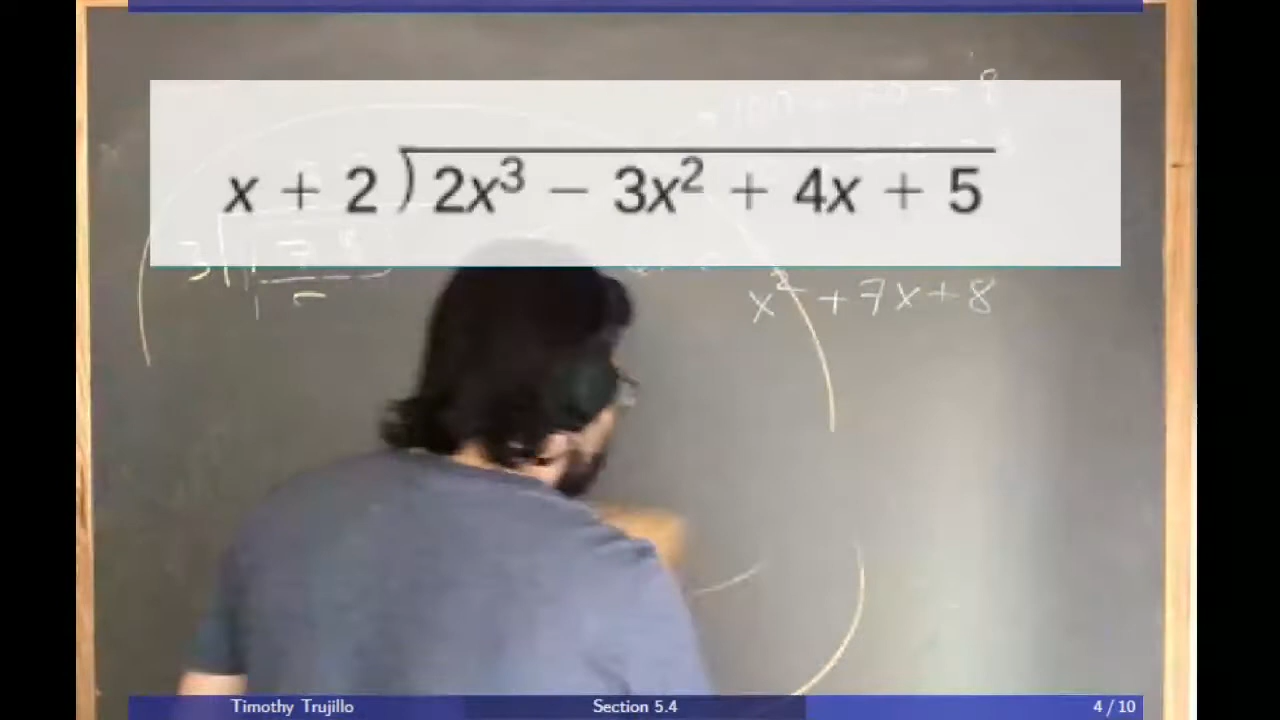 x + 2 ) 2x³ − 3x² + 4x + 5
x² + 7x + 8
Timothy Trujillo
Section 5.4
4 / 10